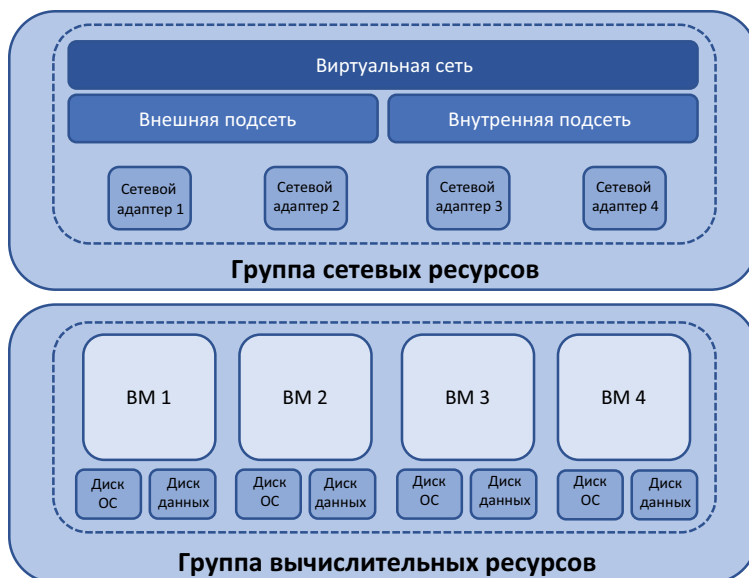 Виртуальная сеть
Внешняя подсеть
Внутренняя подсеть
Сетевой
адаптер 1
Сетевой
адаптер 2
Сетевой
адаптер 3
Сетевой
адаптер 4
Группа сетевых ресурсов
ВМ 1
ВМ 2
ВМ 3
ВМ 4
Диск
ОС
Диск
данных
Диск
ОС
Диск
данных
Диск
ОС
Диск
данных
Диск
ОС
Диск
данных
Группа вычислительных ресурсов